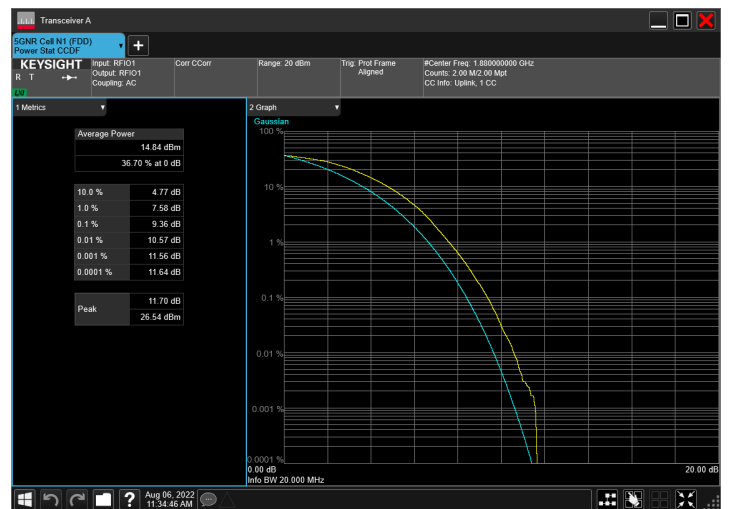 Transceiver A
5GNR Cell N1 (FDD)
Power Stat CCDF
KEYSIGHT
R T
LXI
Input: RFIO1
Output: RFIO1
Coupling: AC
Corr CCorr
Range: 20 dBm
Trig: Prot Frame
Aligned
#Center Freq: 1.880000000 GHz
Counts: 2.00 M/2.00 Mpt
CC Info: Uplink, 1 CC
1 Metrics
Average Power
14.84 dBm
36.70 % at 0 dB
10.0 % 4.77 dB
1.0 % 7.58 dB
0.1 % 9.36 dB
0.01 % 10.57 dB
0.001 % 11.56 dB
0.0001 % 11.64 dB
Peak
11.70 dB
26.54 dBm
2 Graph
Gaussian
100 %
10 %
1 %
0.1 %
0.01 %
0.001 %
0.0001 %
0.00 dB 20.00 dB
Info BW 20.000 MHz
?
Aug 06, 2022
11:34:46 AM